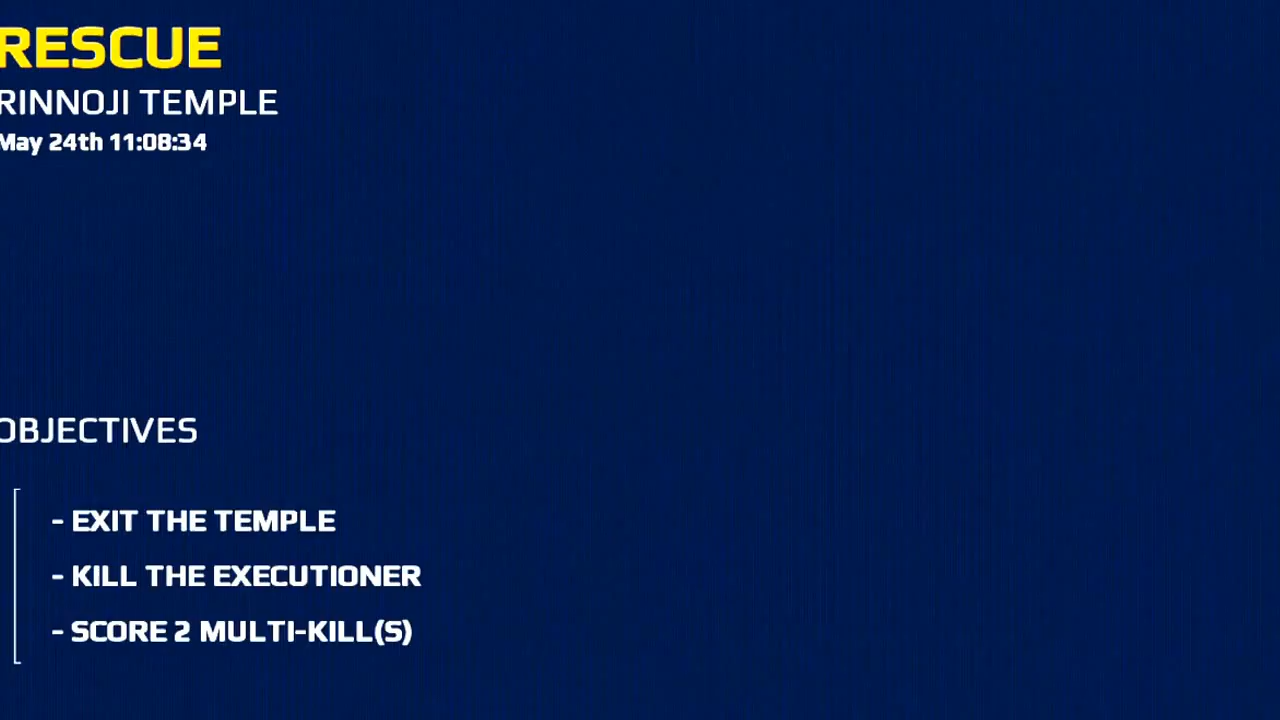 RESCUE
RINNOJI TEMPLE
May 24th 11:08:34
OBJECTIVES
- EXIT THE TEMPLE
- KILL THE EXECUTIONER
- SCORE 2 MULTI-KILL(S)